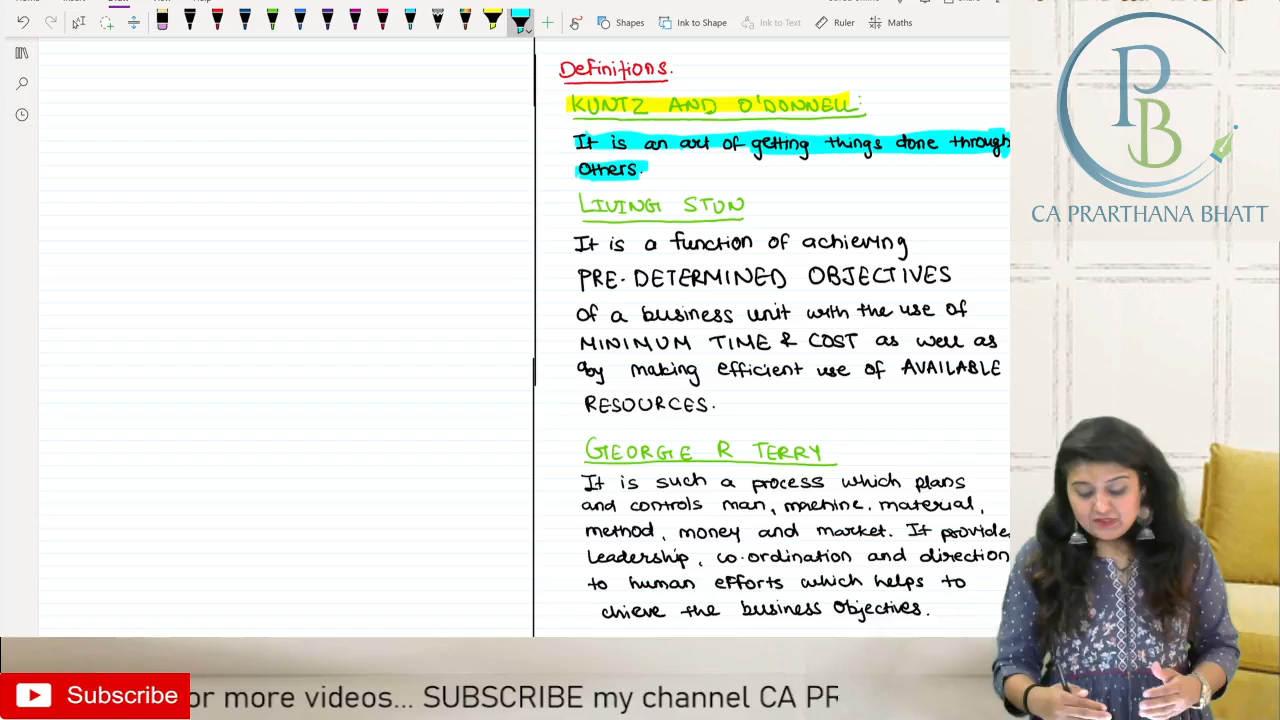 Shapes
Ink to Shape
Ink to Text
Ruler
Maths
Definitions.
KUNTZ AND O'DONNELL:
It is an art of getting things done through
others.
LIVING STON
It is a function of achieving
PRE-DETERMINED OBJECTIVES
of a business unit with the use of
MINIMUM TIME & COST as well as
by making efficient use of AVAILABLE
RESOURCES.
GEORGE R TERRY
It is such a process which plans
and controls man, machine, material,
method, money and market. It provide
leadership, co-ordination and direction
to human efforts which helps to
chieve the business objectives.
PB
CA PRARTHANA BHATT
Subscribe
or more videos... SUBSCRIBE my channel CA PR